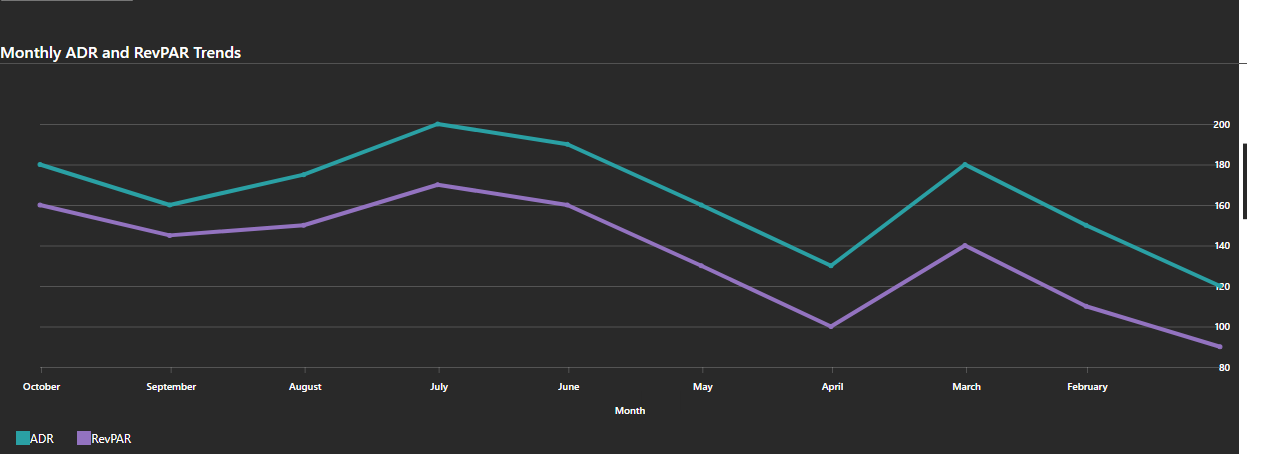 Monthly ADR and RevPAR Trends
200
180
160
140
120
100
80
October September August July June May April March February
Month
ADR RevPAR